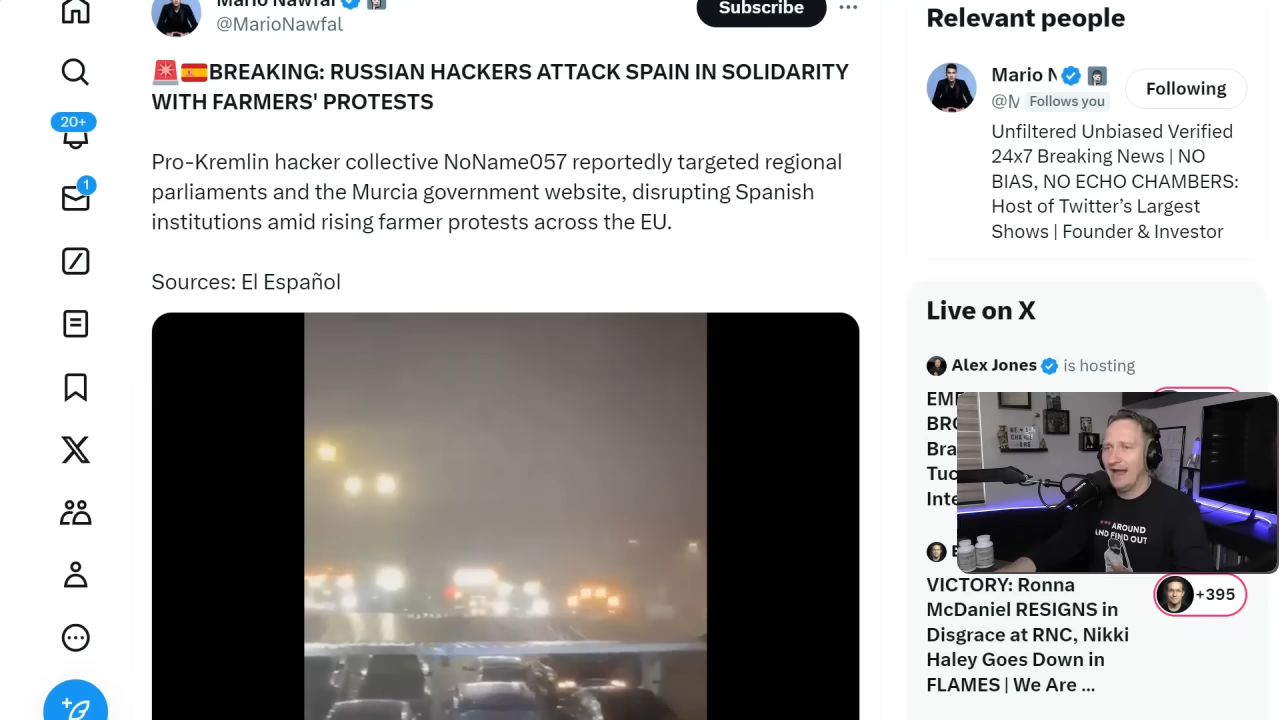 Mario Nawfal
@MarioNawfal
Subscribe
🚨🇪🇸BREAKING: RUSSIAN HACKERS ATTACK SPAIN IN SOLIDARITY
WITH FARMERS' PROTESTS
Pro-Kremlin hacker collective NoName057 reportedly targeted regional
parliaments and the Murcia government website, disrupting Spanish
institutions amid rising farmer protests across the EU.
Sources: El Español
20+
1
Relevant people
Mario N
@M Follows you
Following
Unfiltered Unbiased Verified
24x7 Breaking News | NO
BIAS, NO ECHO CHAMBERS:
Host of Twitter’s Largest
Shows | Founder & Investor
Live on X
Alex Jones is hosting
EME
BRO
Bra
Tuc
Inte
AROUND
AND FIND OUT
VICTORY: Ronna
McDaniel RESIGNS in
Disgrace at RNC, Nikki
Haley Goes Down in
FLAMES | We Are ...
+395